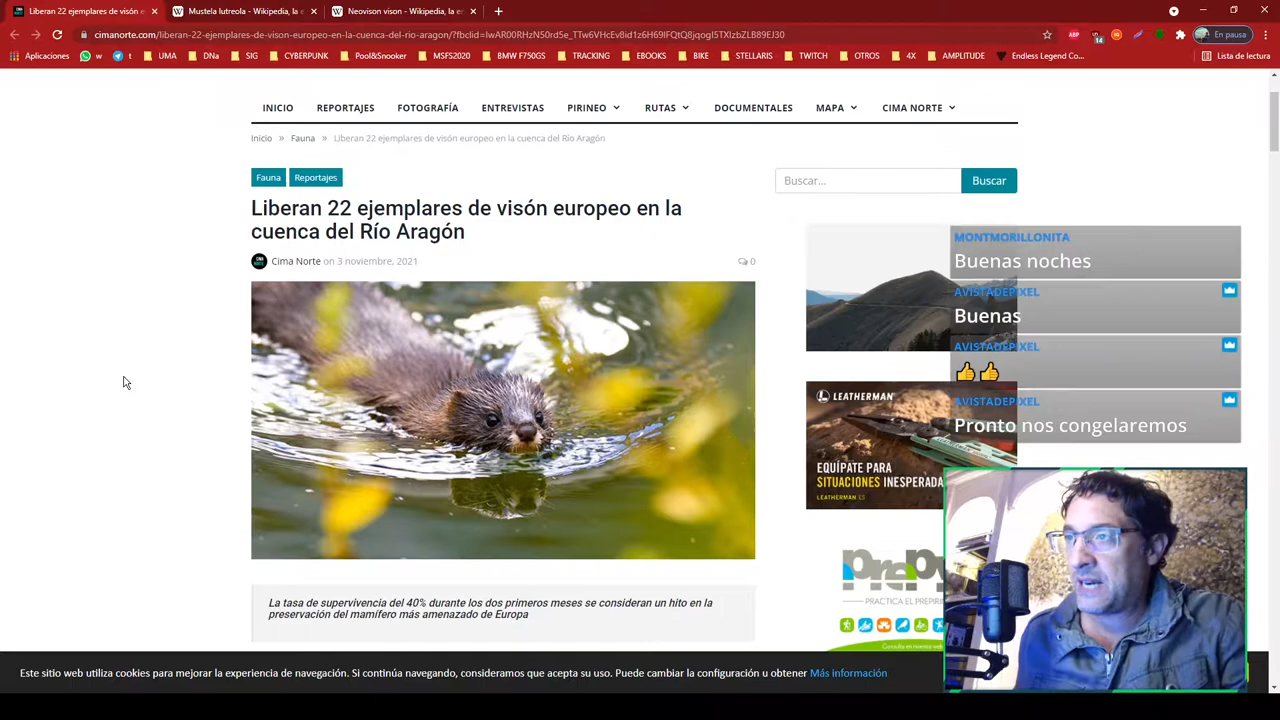 Liberan 22 ejemplares de visón e
Mustela lutreola - Wikipedia, la e
Neovison vison - Wikipedia, la e
cimanorte.com/liberan-22-ejemplares-de-vison-europeo-en-la-cuenca-del-rio-aragon/
En pausa
Aplicaciones
w
t
UMA
DNa
SIG
CYBERPUNK
Pool&Snooker
MSFS2020
BMW F750GS
TRACKING
EBOOKS
BIKE
STELLARIS
TWITCH
OTROS
4X
AMPLITUDE
Endless Legend Co...
Lista de lectura
INICIO
REPORTAJES
FOTOGRAFÍA
ENTREVISTAS
PIRINEO
RUTAS
DOCUMENTALES
MAPA
CIMA NORTE
Inicio » Fauna » Liberan 22 ejemplares de visón europeo en la cuenca del Río Aragón
Fauna
Reportajes
Buscar...
Buscar
Liberan 22 ejemplares de visón europeo en la
cuenca del Río Aragón
Cima Norte on 3 noviembre, 2021
0
MONTMORILLONITA
Buenas noches
AVISTADEPIXEL
Buenas
AVISTADEPIXEL
AVISTADEPIXEL
Pronto nos congelaremos
LEATHERMAN
EQUÍPATE PARA
SITUACIONES INESPERADA
LEATHERMAN.ES
PRACTICA EL PREPIRI
La tasa de supervivencia del 40% durante los dos primeros meses se consideran un hito en la
preservación del mamífero más amenazado de Europa
Este sitio web utiliza cookies para mejorar la experiencia de navegación. Si continúa navegando, consideramos que acepta su uso. Puede cambiar la configuración u obtener Más información